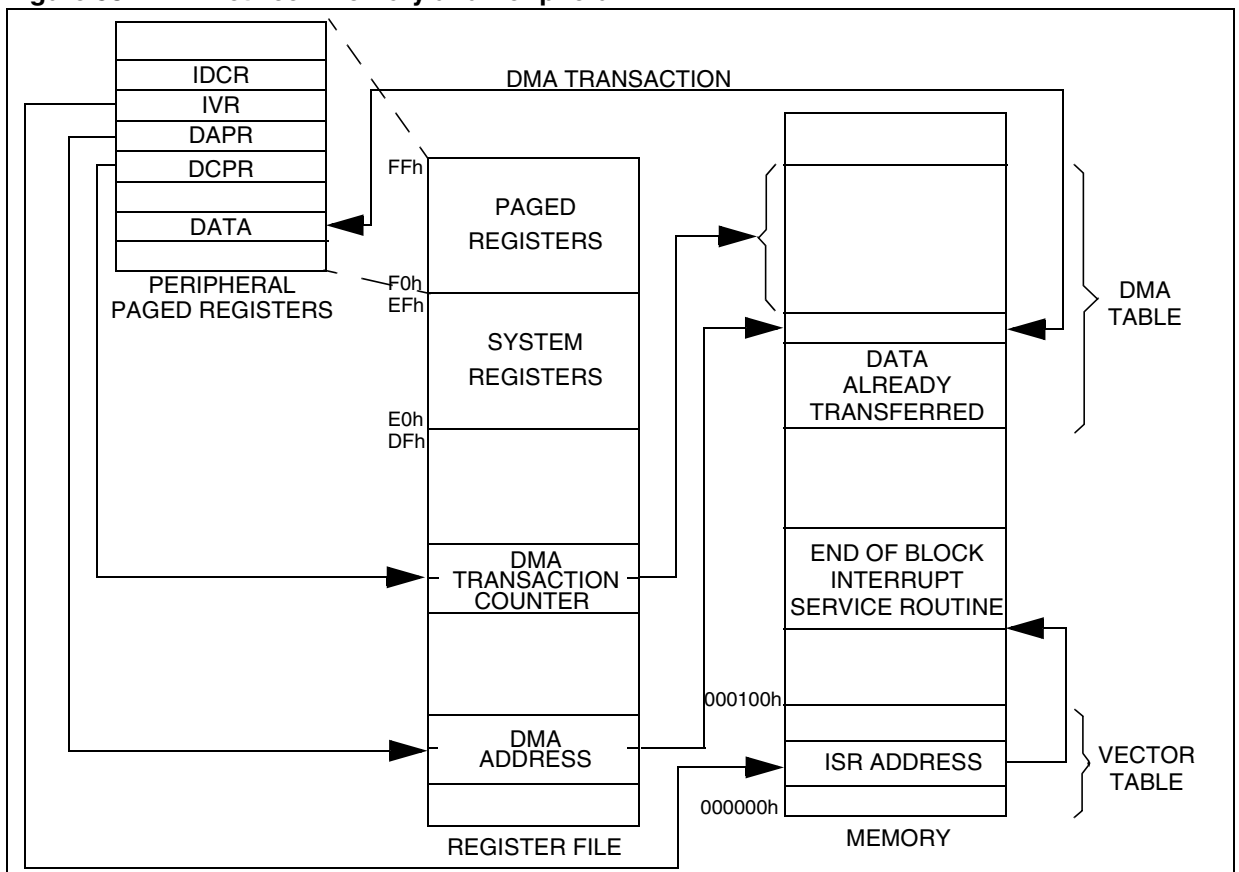 IDCR
IVR
DAPR
DCPR
DATA
PERIPHERAL
PAGED REGISTERS
DMA TRANSACTION
FFh
PAGED
REGISTERS
F0h
EFh
SYSTEM
REGISTERS
E0h
DFh
DMA
TRANSACTION
COUNTER
DMA
ADDRESS
REGISTER FILE
DATA
ALREADY
TRANSFERRED
END OF BLOCK
INTERRUPT
SERVICE ROUTINE
000100h
ISR ADDRESS
000000h
MEMORY
DMA
TABLE
VECTOR
TABLE